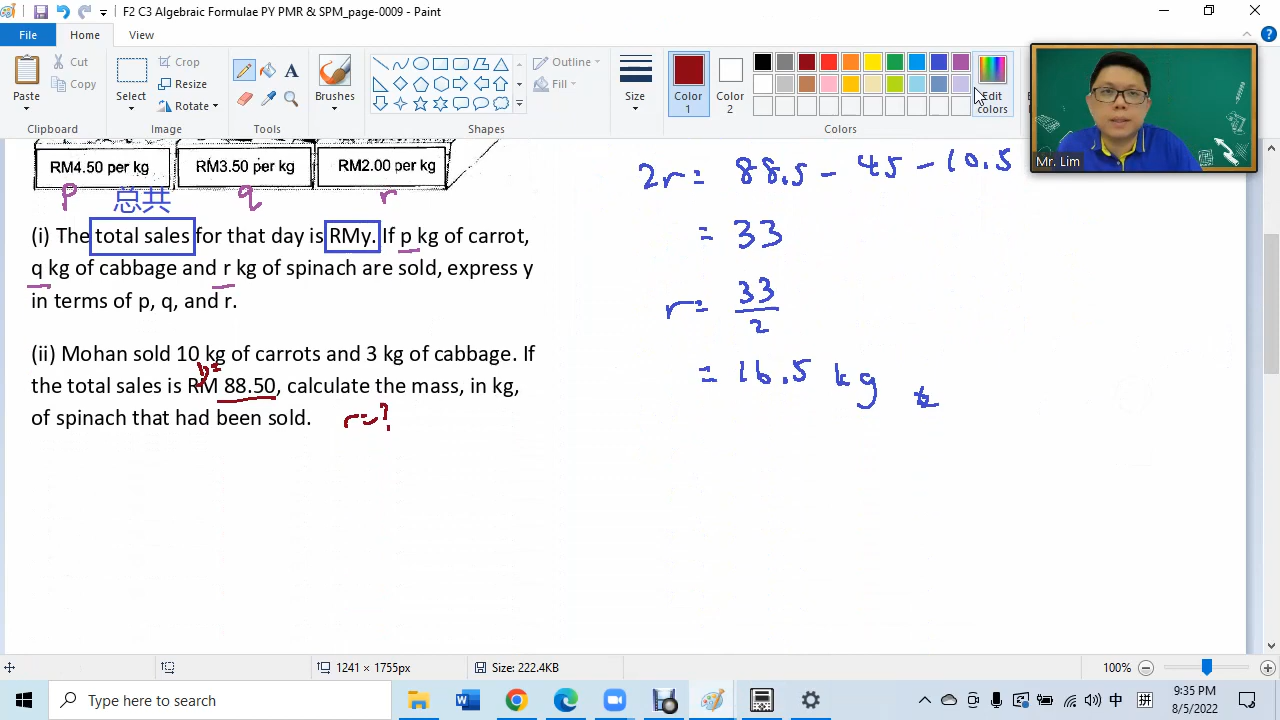 F2 C3 Algebraic Formulae PY PMR & SPM_page-0009 - Paint
File Home View
Paste Cut Copy Clipboard
Select Crop Resize Rotate Image
Tools
Brushes
Outline Fill Shapes
Size
Color 1 Color 2 Edit colors Colors
Mr. Lim
RM4.50 per kg RM3.50 per kg RM2.00 per kg
p 总共 q r
(i) The total sales for that day is RMy. If p kg of carrot,
q kg of cabbage and r kg of spinach are sold, express y
in terms of p, q, and r.
(ii) Mohan sold 10 kg of carrots and 3 kg of cabbage. If
y=
the total sales is RM 88.50, calculate the mass, in kg,
of spinach that had been sold. r=?
2r = 88.5 - 45 - 10.5
= 33
r = 33
2
= 16.5 kg
1241 × 1755px Size: 222.4KB 100%
Type here to search
中 拼 9:35 PM
8/5/2022